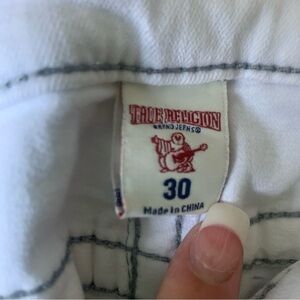 TRUE RELIGION
BRAND JEANS®
30
Made in CHINA